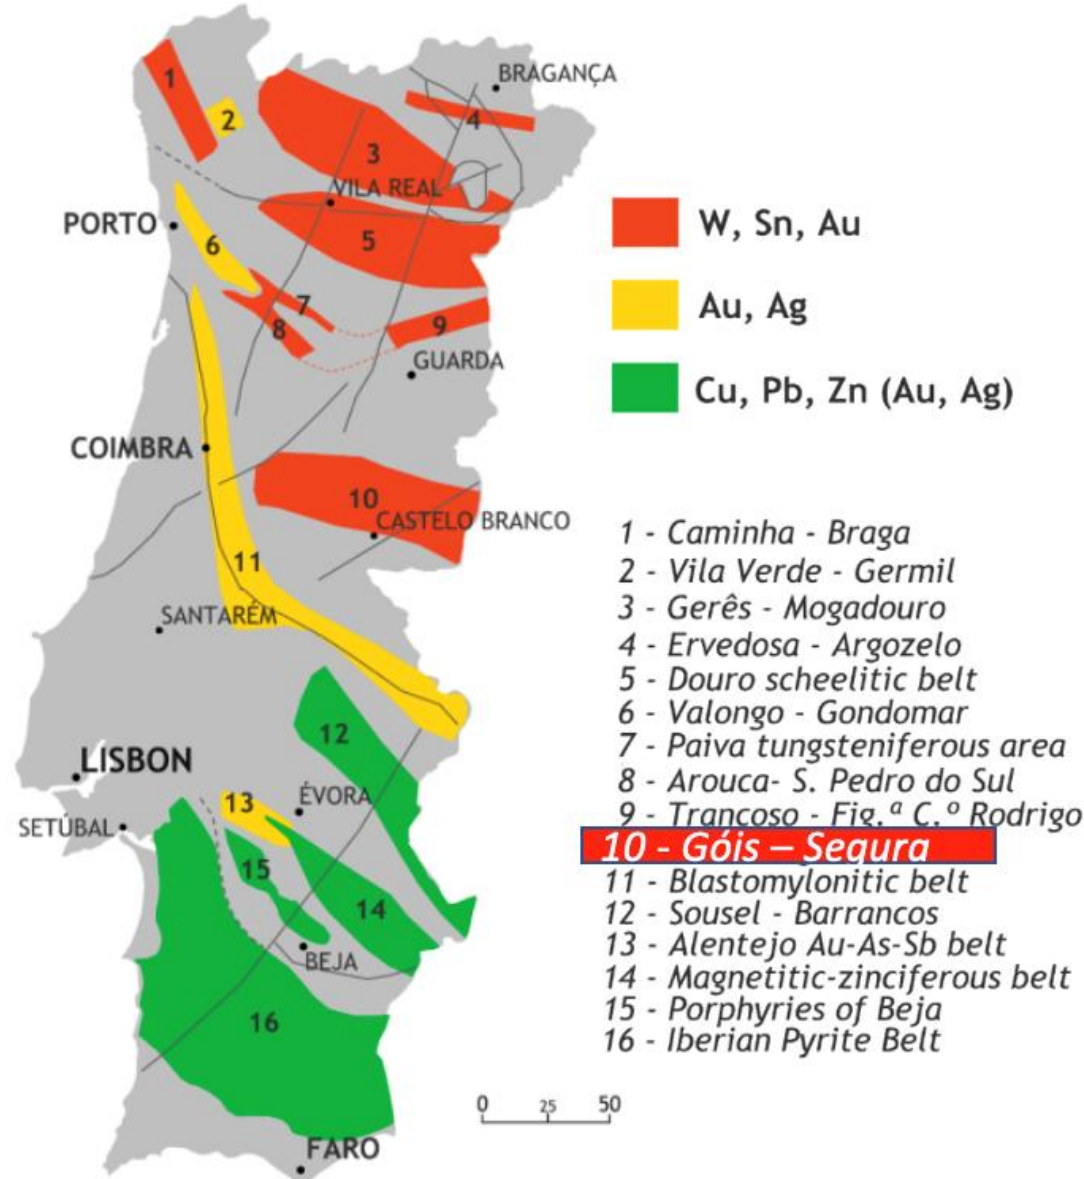 BRAGANÇA
1
2
4
3
VILA REAL
PORTO
6
5
7
8
9
GUARDA
COIMBRA
10
CASTELO BRANCO
11
SANTARÉM
12
LISBON
13
ÉVORA
SETÚBAL
15
14
BEJA
16
0 25 50
FARO
W, Sn, Au
Au, Ag
Cu, Pb, Zn (Au, Ag)
1 - Caminha - Braga
2 - Vila Verde - Germil
3 - Gerês - Mogadouro
4 - Ervedosa - Argozelo
5 - Douro scheelitic belt
6 - Valongo - Gondomar
7 - Paiva tungsteniferous area
8 - Arouca- S. Pedro do Sul
9 - Trancoso - Fig.ª C.º Rodrigo
10 - Góis – Segura
11 - Blastomylonitic belt
12 - Sousel - Barrancos
13 - Alentejo Au-As-Sb belt
14 - Magnetitic-zinciferous belt
15 - Porphyries of Beja
16 - Iberian Pyrite Belt